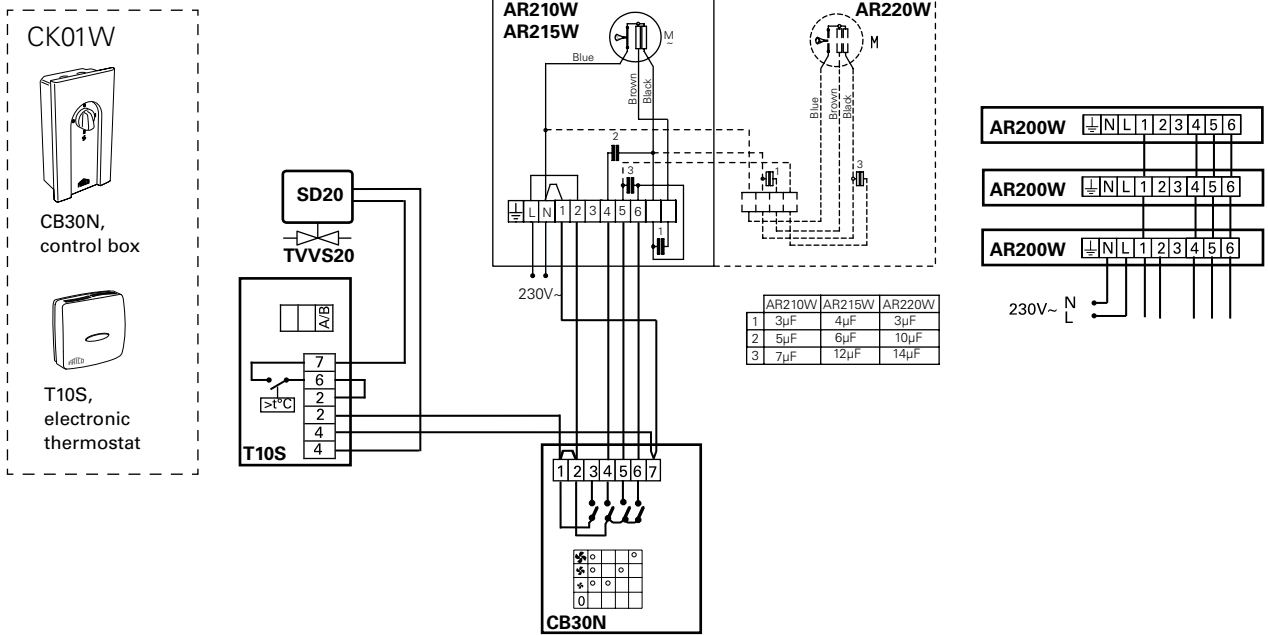 CK01W
CB30N,
control box
T10S,
electronic
thermostat
SD20
TVVS20
A/B
7
6
2
2
4
4
>t°C
T10S
AR210W
AR215W
M
~
Blue
Brown
Black
2
3
1
L N 1 2 3 4 5 6
230V~
AR220W
M
Blue
Brown
Black
1
3
AR210W AR215W AR220W
1 3µF 4µF 3µF
2 5µF 6µF 10µF
3 7µF 12µF 14µF
1 2 3 4 5 6 7
0
CB30N
AR200W N L 1 2 3 4 5 6
AR200W N L 1 2 3 4 5 6
AR200W N L 1 2 3 4 5 6
230V~ N
L